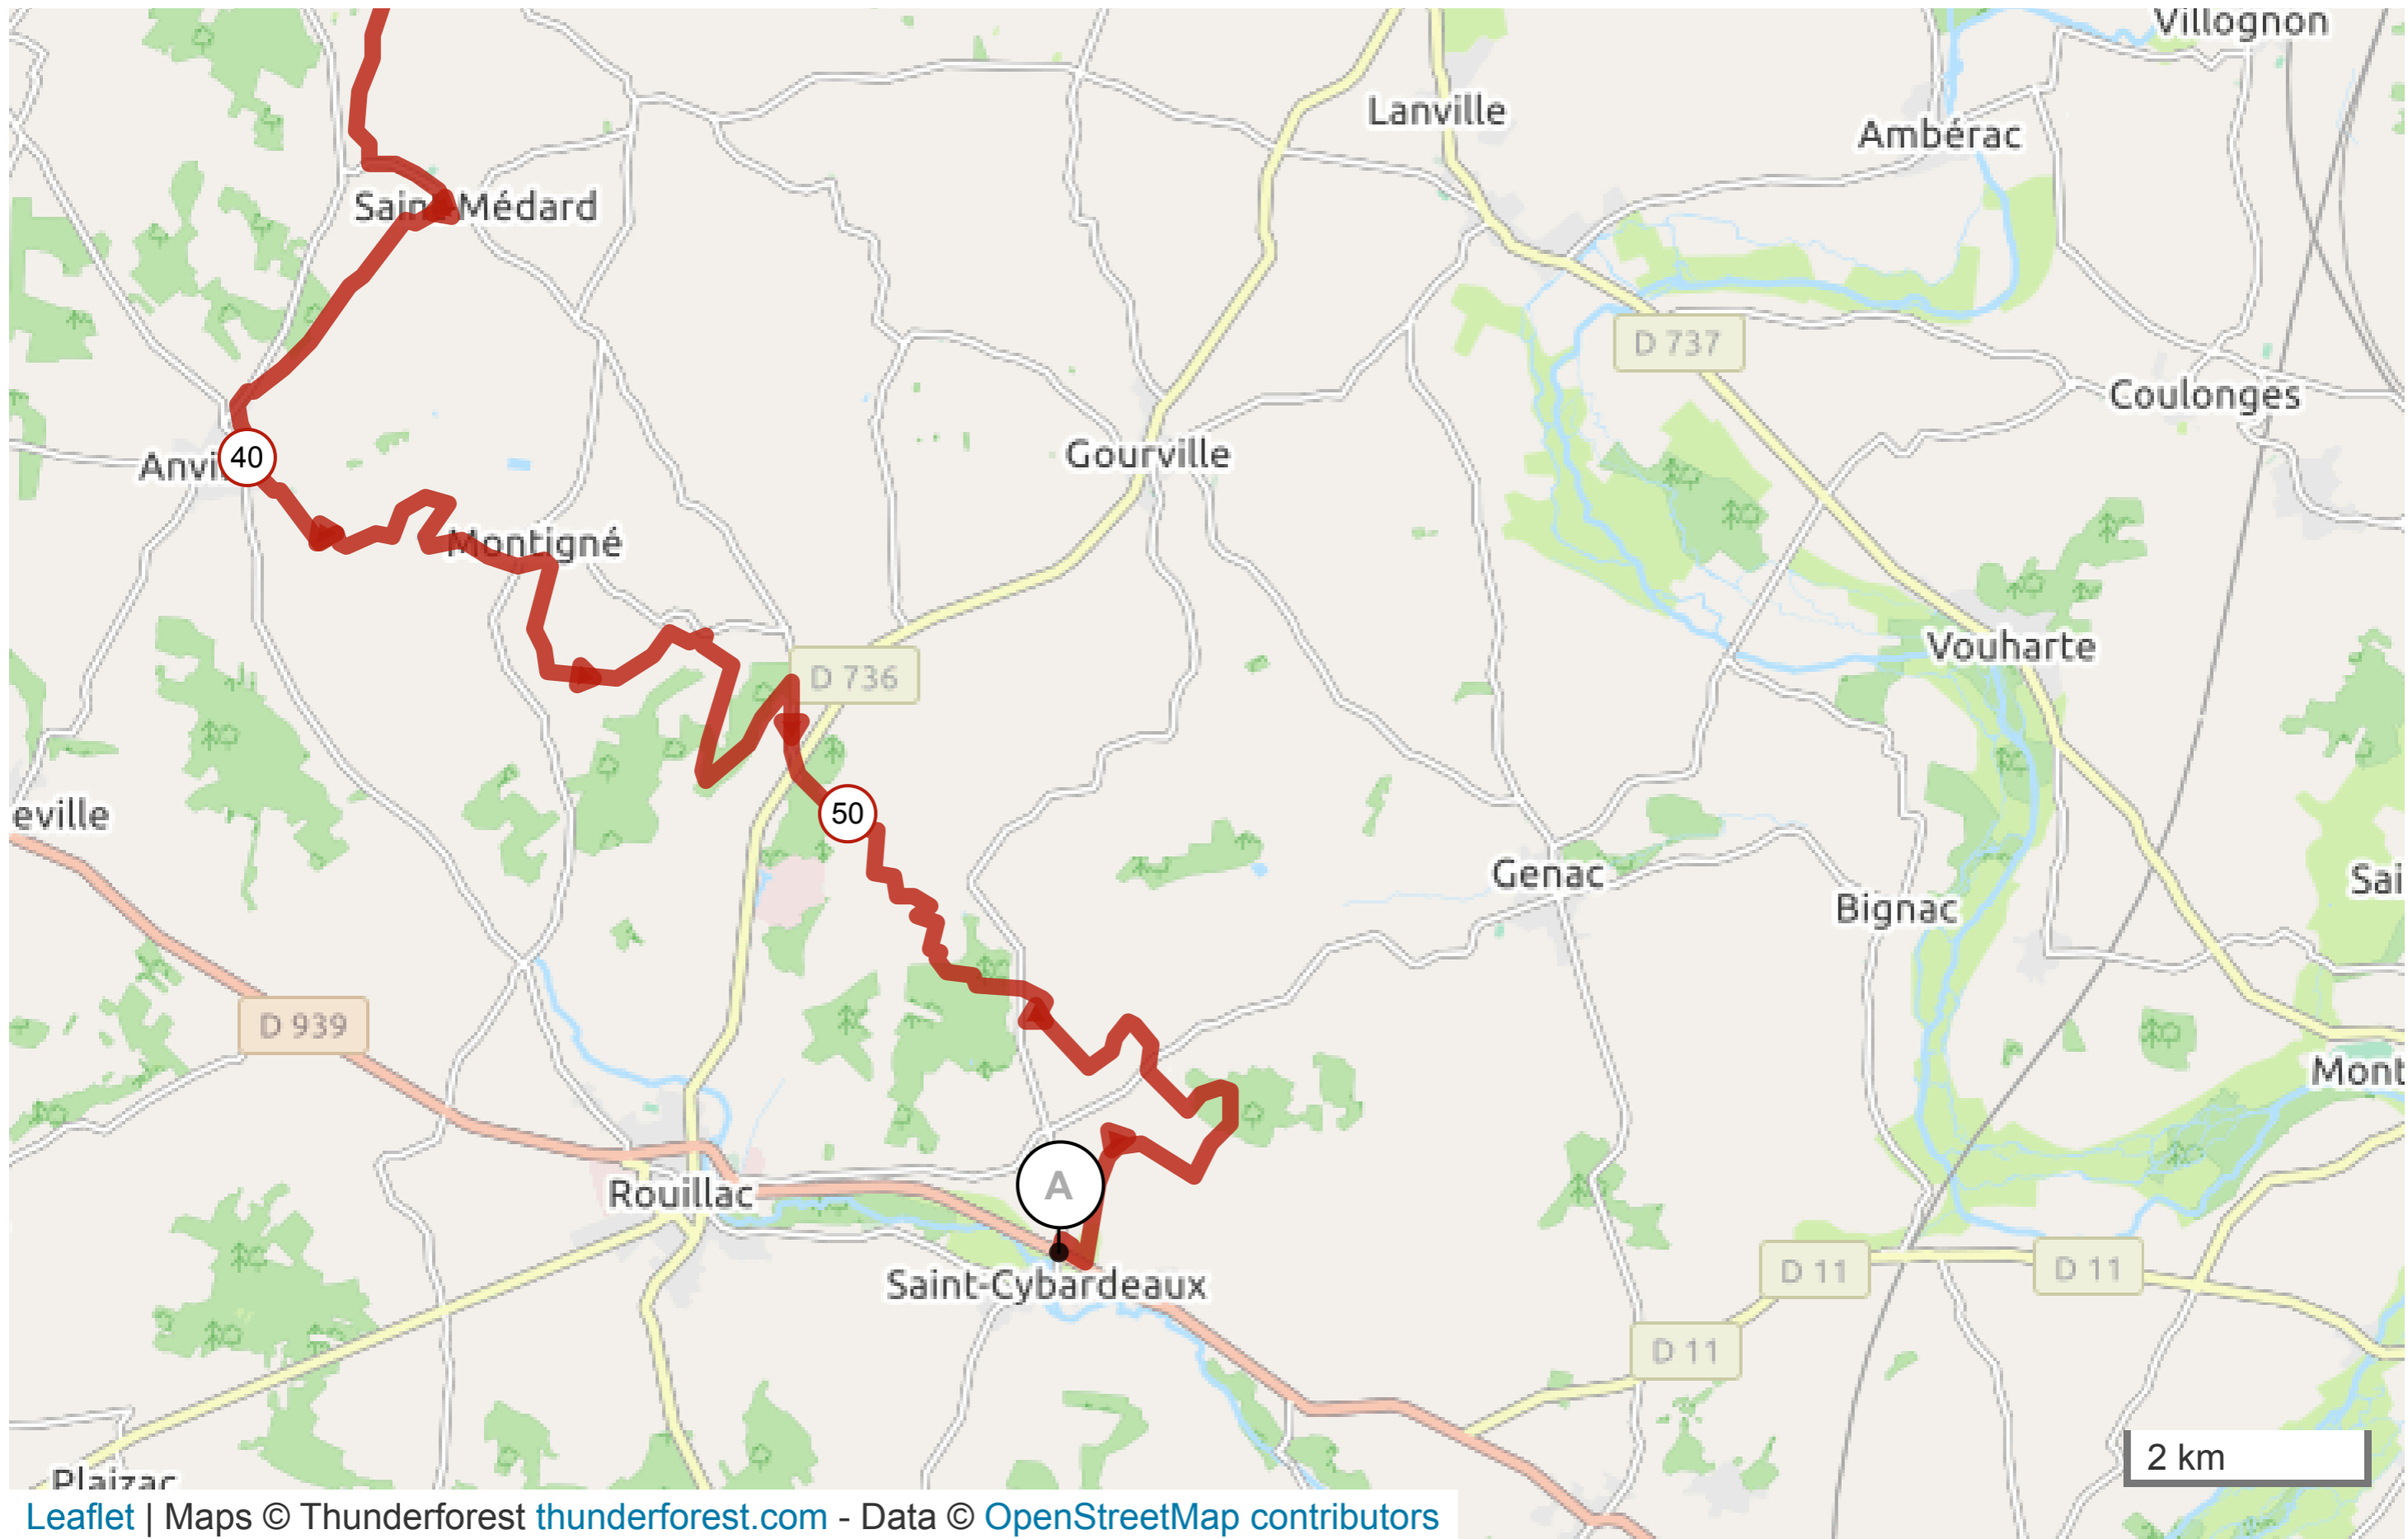 Villognon
Lanville
Ambérac
Saint-Médard
D 737
Coulonges
Gourville
40
Montigné
Vouharte
D 736
50
eville
Genac
Sai
Bignac
D 939
Mont
A
Rouillac
D 11
D 11
Saint-Cybardeaux
D 11
2 km
Plaizac
Leaflet | Maps © Thunderforest thunderforest.com - Data © OpenStreetMap contributors